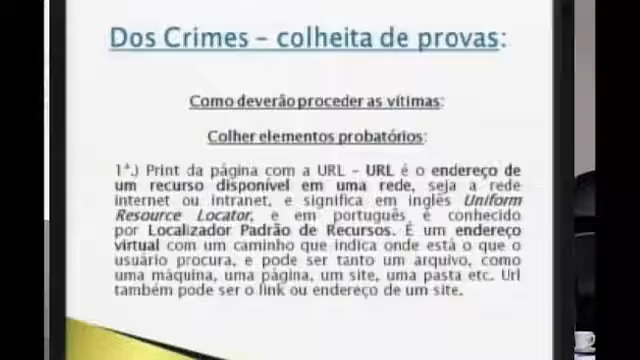 Dos Crimes – colheita de provas:
Como deverão proceder as vítimas:
Colher elementos probatórios:
1ª.) Print da página com a URL – URL é o endereço de
um recurso disponível em uma rede, seja a rede
internet ou intranet, e significa em inglês Uniform
Resource Locator, e em português é conhecido
por Localizador Padrão de Recursos. É um endereço
virtual com um caminho que indica onde está o que o
usuário procura, e pode ser tanto um arquivo, como
uma máquina, uma página, um site, uma pasta etc. Url
também pode ser o link ou endereço de um site.